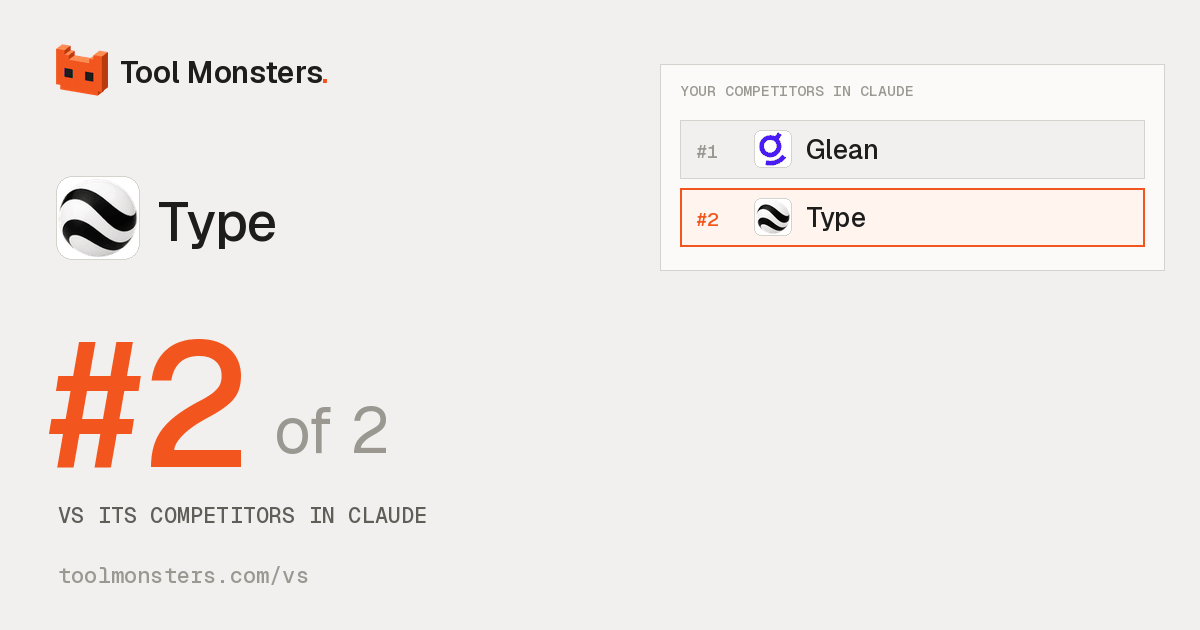 Tool Monsters.
Type
#2 of 2
VS ITS COMPETITORS IN CLAUDE
toolmonsters.com/vs
YOUR COMPETITORS IN CLAUDE
#1 Glean
#2 Type